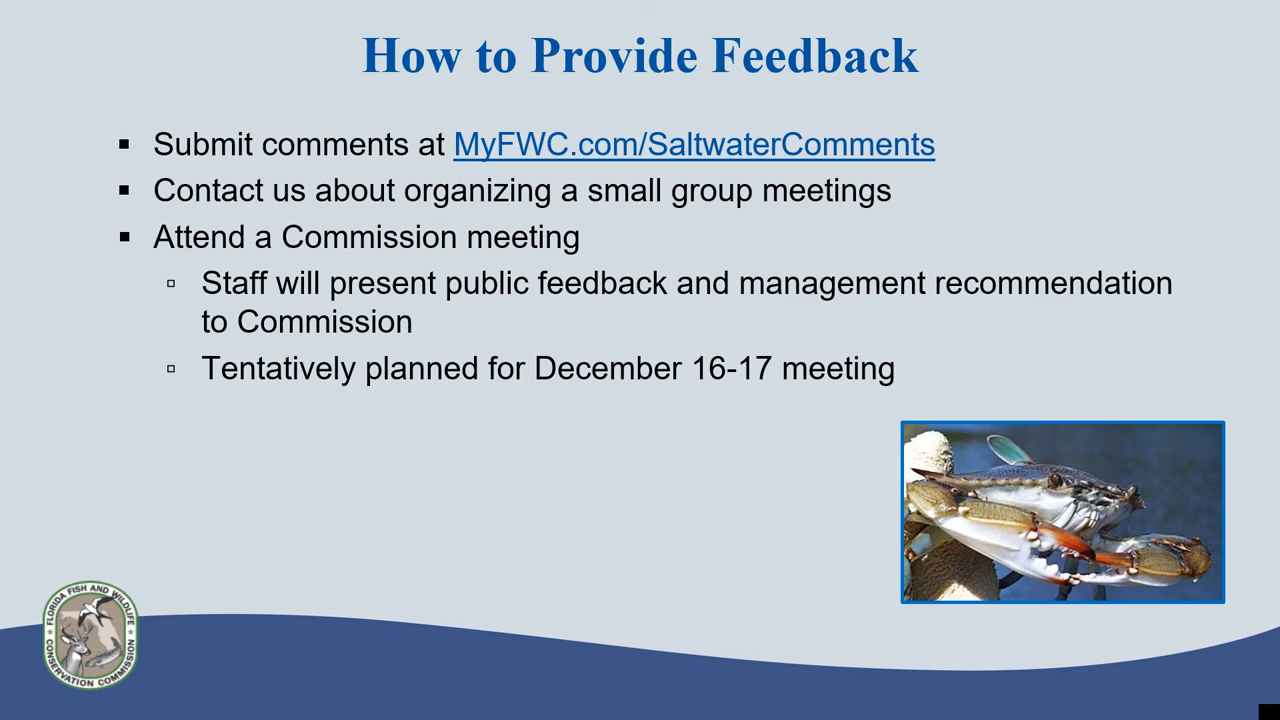 How to Provide Feedback
▪ Submit comments at MyFWC.com/SaltwaterComments
▪ Contact us about organizing a small group meetings
▪ Attend a Commission meeting
▫ Staff will present public feedback and management recommendation
to Commission
▫ Tentatively planned for December 16-17 meeting
FLORIDA FISH AND WILDLIFE
CONSERVATION COMMISSION